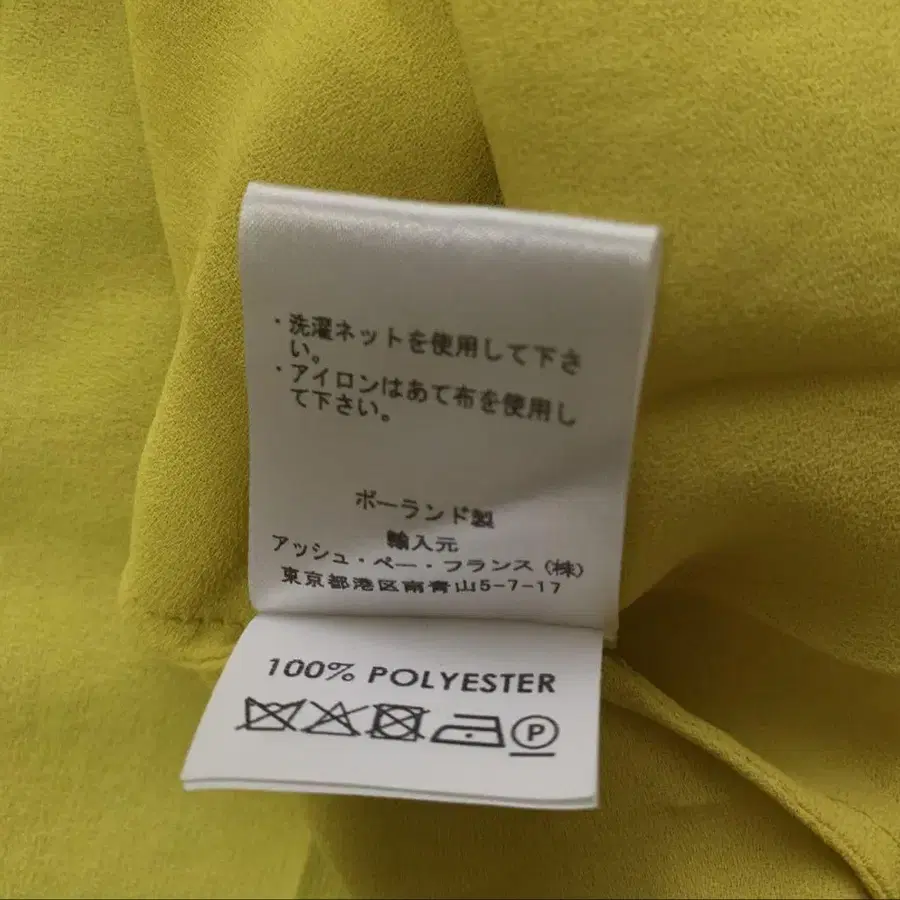 ・洗濯ネットを使用して下さ
い。
・アイロンはあて布を使用し
て下さい。
ポーランド製
輸入元
アッシュ・ペー・フランス(株)
東京都港区南青山5-7-17
100% POLYESTER
P